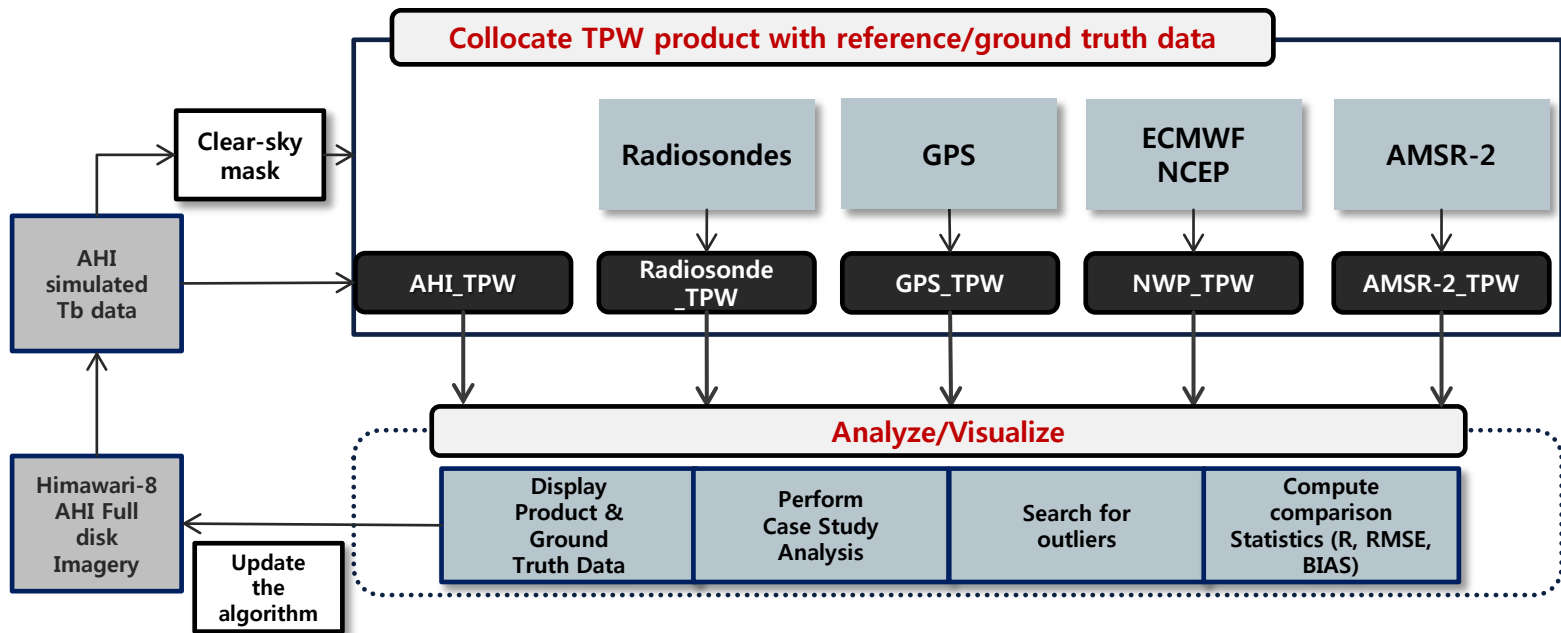 Collocate TPW product with reference/ground truth data
Clear-sky
mask
Radiosondes
GPS
ECMWF
NCEP
AMSR-2
AHI
simulated
Tb data
AHI_TPW
Radiosonde
_TPW
GPS_TPW
NWP_TPW
AMSR-2_TPW
Analyze/Visualize
Himawari-8
AHI Full
disk
Imagery
Display
Product &
Ground
Truth Data
Perform
Case Study
Analysis
Search for
outliers
Compute
comparison
Statistics (R, RMSE,
BIAS)
Update
the
algorithm